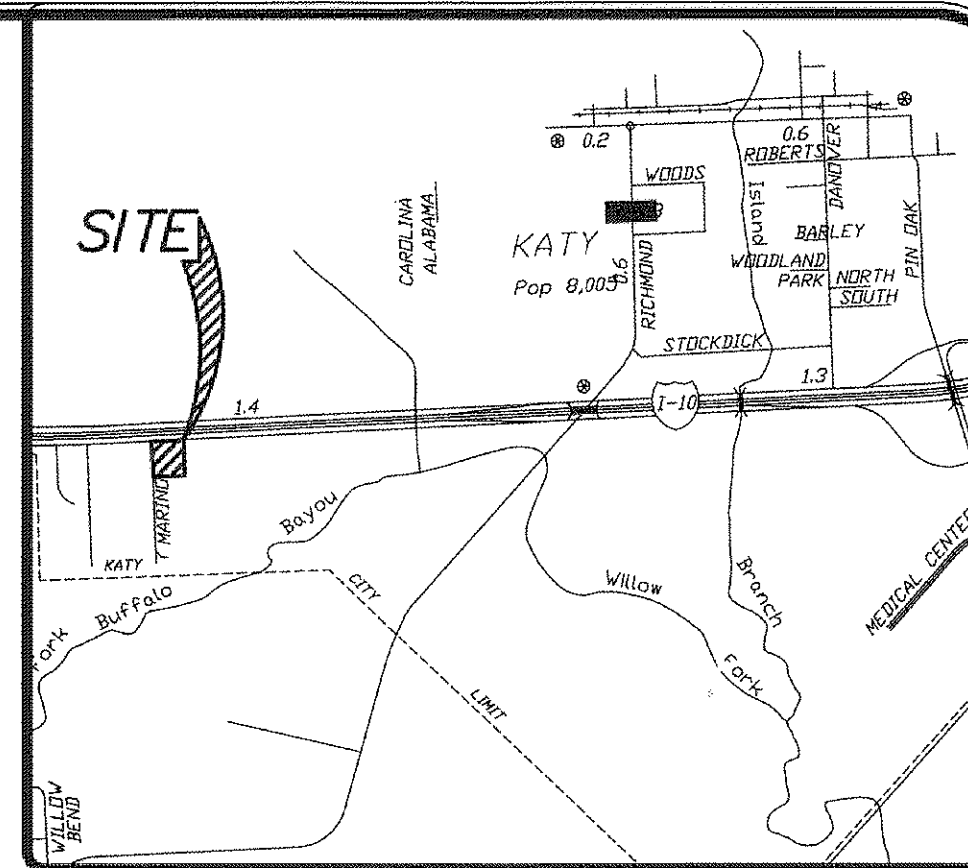 0.2
0.6
ROBERTS
DANOVER
WOODS
Island
SITE
CAROLINA
ALABAMA
KATY
Pop 8,005
0.6
RICHMOND
BARLEY
WOODLAND
PARK
NORTH
SOUTH
PIN OAK
STOCKDICK
1.4
I-10
1.3
T MARINO
Bayou
KATY
CITY
Buffalo
Fork
Willow
Branch
MEDICAL CENTER
Fork
LIMIT
WILLOW
BEND